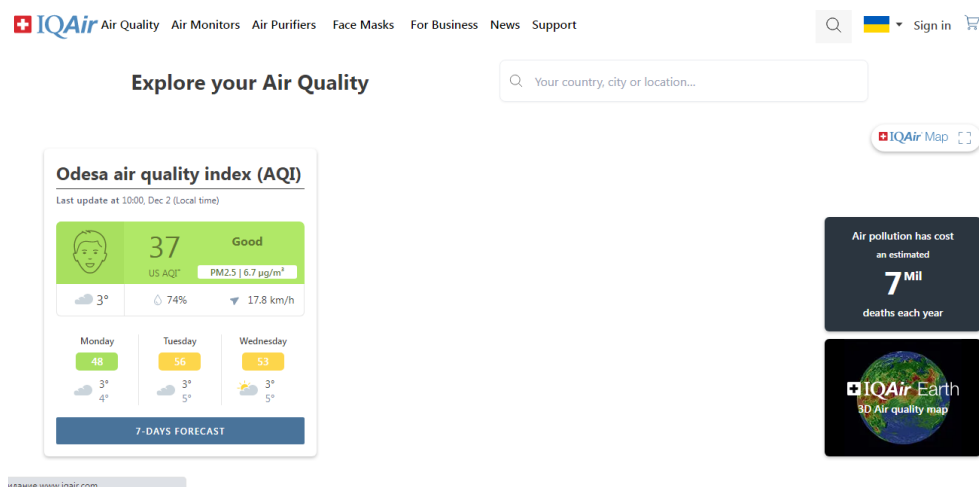 IQAir Air Quality Air Monitors Air Purifiers Face Masks For Business News Support Sign in
Explore your Air Quality
Your country, city or location...
IQAir Map
Odesa air quality index (AQI)
Last update at 10:00, Dec 2 (Local time)
37 Good
US AQI* PM2.5 | 6.7 µg/m³
3° 74% 17.8 km/h
Monday Tuesday Wednesday
48 56 53
3° 3° 3°
4° 5° 5°
7-DAYS FORECAST
Air pollution has cost
an estimated
7 Mil
deaths each year
IQAir Earth
3D Air quality map
www.iqair.com